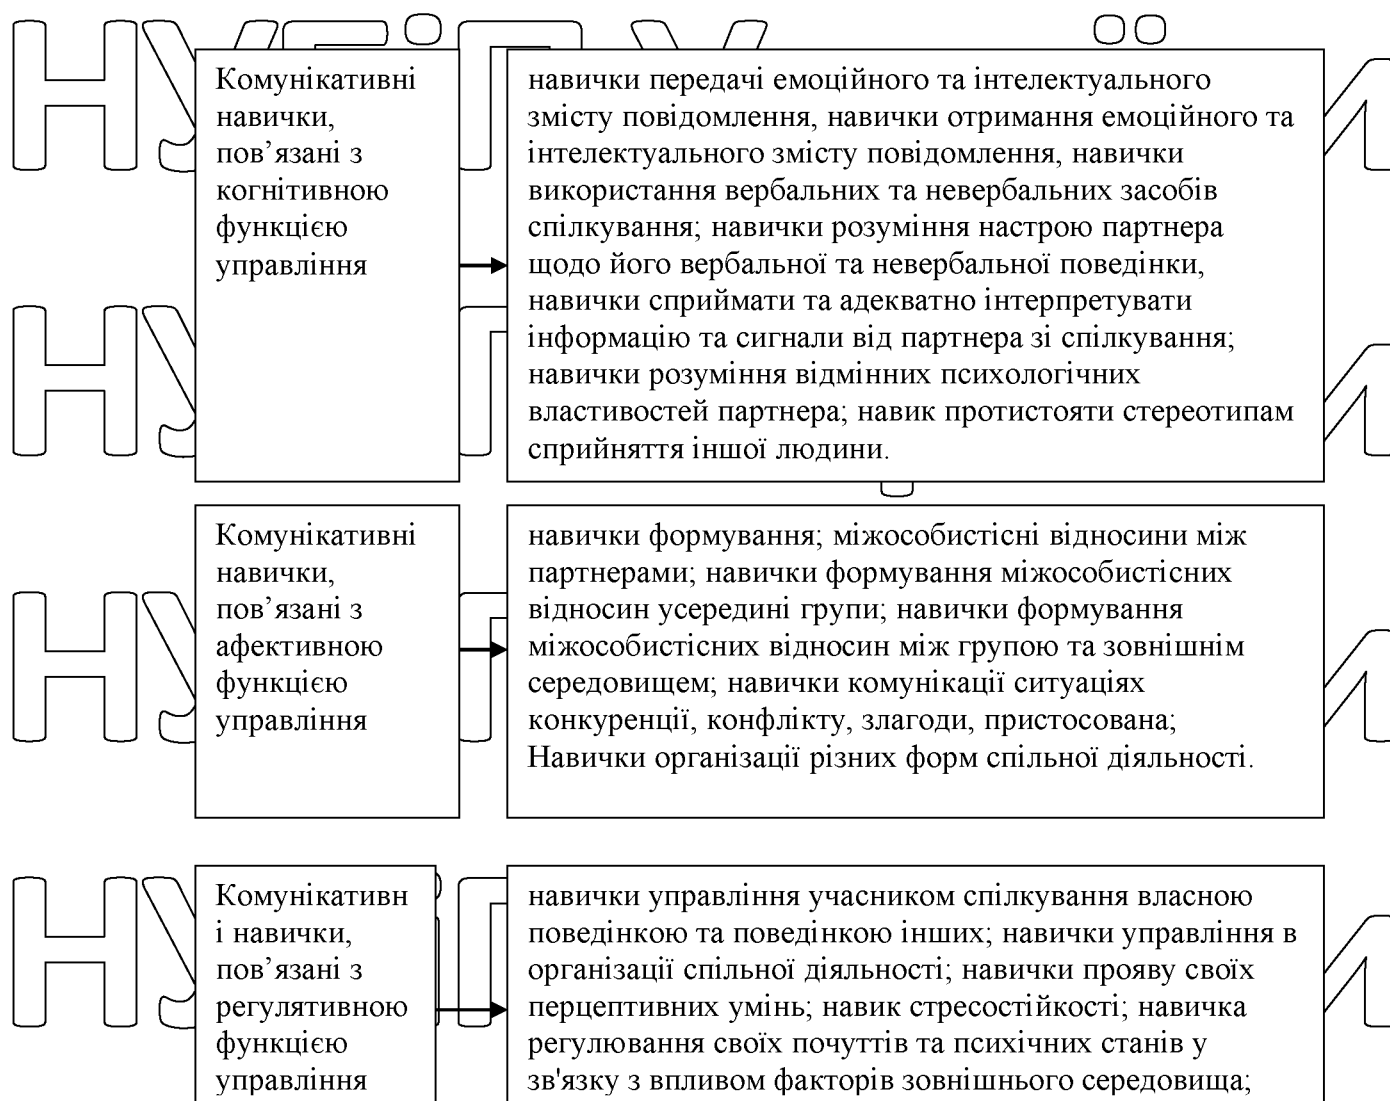 Комунікативні
навички,
пов’язані з
когнітивною
функцією
управління
навички передачі емоційного та інтелектуального
змісту повідомлення, навички отримання емоційного та
інтелектуального змісту повідомлення, навички
використання вербальних та невербальних засобів
спілкування; навички розуміння настрою партнера
щодо його вербальної та невербальної поведінки,
навички сприймати та адекватно інтерпретувати
інформацію та сигнали від партнера зі спілкування;
навички розуміння відмінних психологічних
властивостей партнера; навик протистояти стереотипам
сприйняття іншої людини.
Комунікативні
навички,
пов’язані з
афективною
функцією
управління
навички формування; міжособистісні відносини між
партнерами; навички формування міжособистісних
відносин усередині групи; навички формування
міжособистісних відносин між групою та зовнішнім
середовищем; навички комунікації ситуаціях
конкуренції, конфлікту, злагоди, пристосована;
Навички організації різних форм спільної діяльності.
Комунікативн
і навички,
пов’язані з
регулятивною
функцією
управління
навички управління учасником спілкування власною
поведінкою та поведінкою інших; навички управління в
організації спільної діяльності; навички прояву своїх
перцептивних умінь; навик стресостійкості; навичка
регулювання своїх почуттів та психічних станів у
зв'язку з впливом факторів зовнішнього середовища;